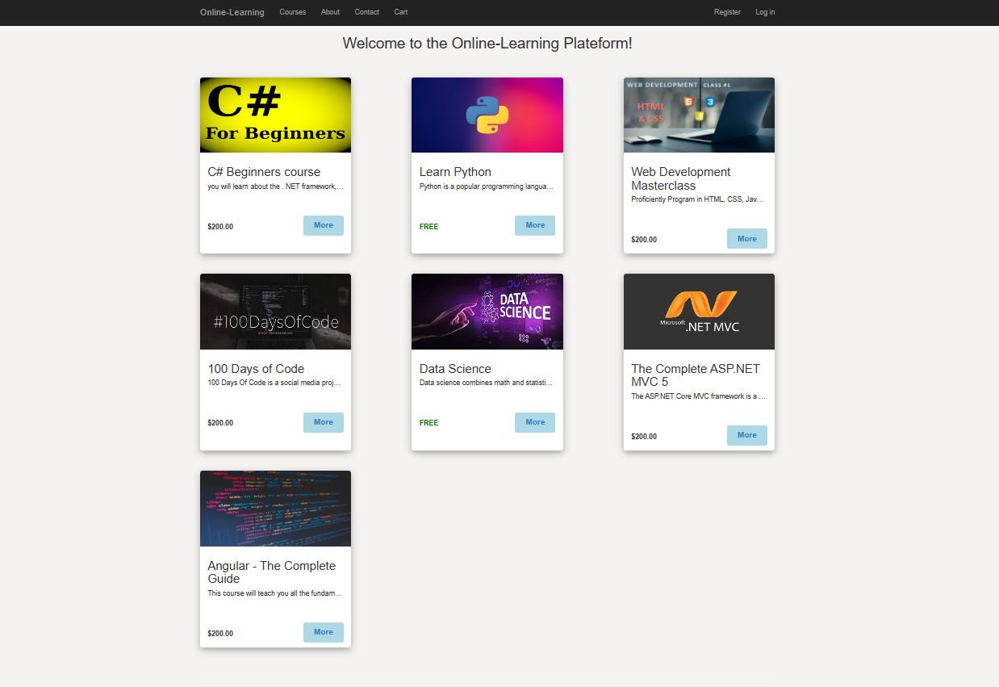 Online-Learning Courses About Contact Cart Register Log in
Welcome to the Online-Learning Plateform!
C#
For Beginners
C# Beginners course
you will learn about the . NET framework,...
$200.00 More
Learn Python
Python is a popular programming langua...
FREE More
WEB DEVELOPMENT CLASS #1
HTML
& CSS
Web Development
Masterclass
Proficiently Program in HTML, CSS, Jav...
$200.00 More
#100DaysOfCode
100 Days of Code
100 Days Of Code is a social media proj...
$200.00 More
DATA
SCIENCE
Data Science
Data science combines math and statisti...
FREE More
Microsoft
.NET MVC
The Complete ASP.NET
MVC 5
The ASP.NET Core MVC framework is a ...
$200.00 More
Angular - The Complete
Guide
This course will teach you all the fundam...
$200.00 More